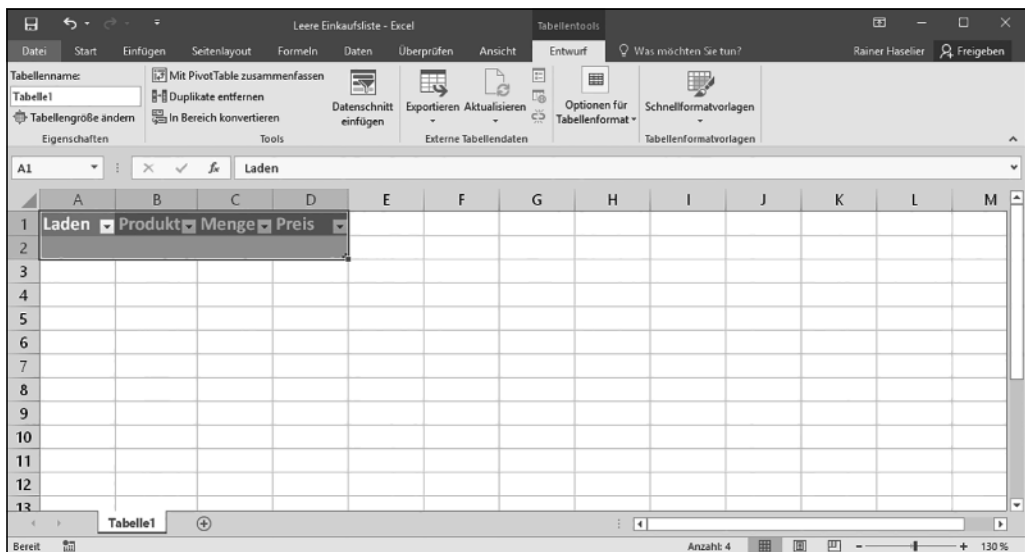 Leere Einkaufsliste - Excel
Tabellentools
Datei Start Einfügen Seitenlayout Formeln Daten Überprüfen Ansicht Entwurf Was möchten Sie tun? Rainer Haselier Freigeben
Tabellenname:
Tabelle1
Tabellengröße ändern
Eigenschaften
Mit PivotTable zusammenfassen
Duplikate entfernen
In Bereich konvertieren
Tools
Datenschnitt
einfügen
Exportieren Aktualisieren
Externe Tabellendaten
Optionen für
Tabellenformat
Schnellformatvorlagen
Tabellenformatvorlagen
A1 fx Laden
A B C D E F G H I J K L M
1 Laden Produkt Menge Preis
2
3
4
5
6
7
8
9
10
11
12
13
Tabelle1
Bereit Anzahl: 4 - + 130 %